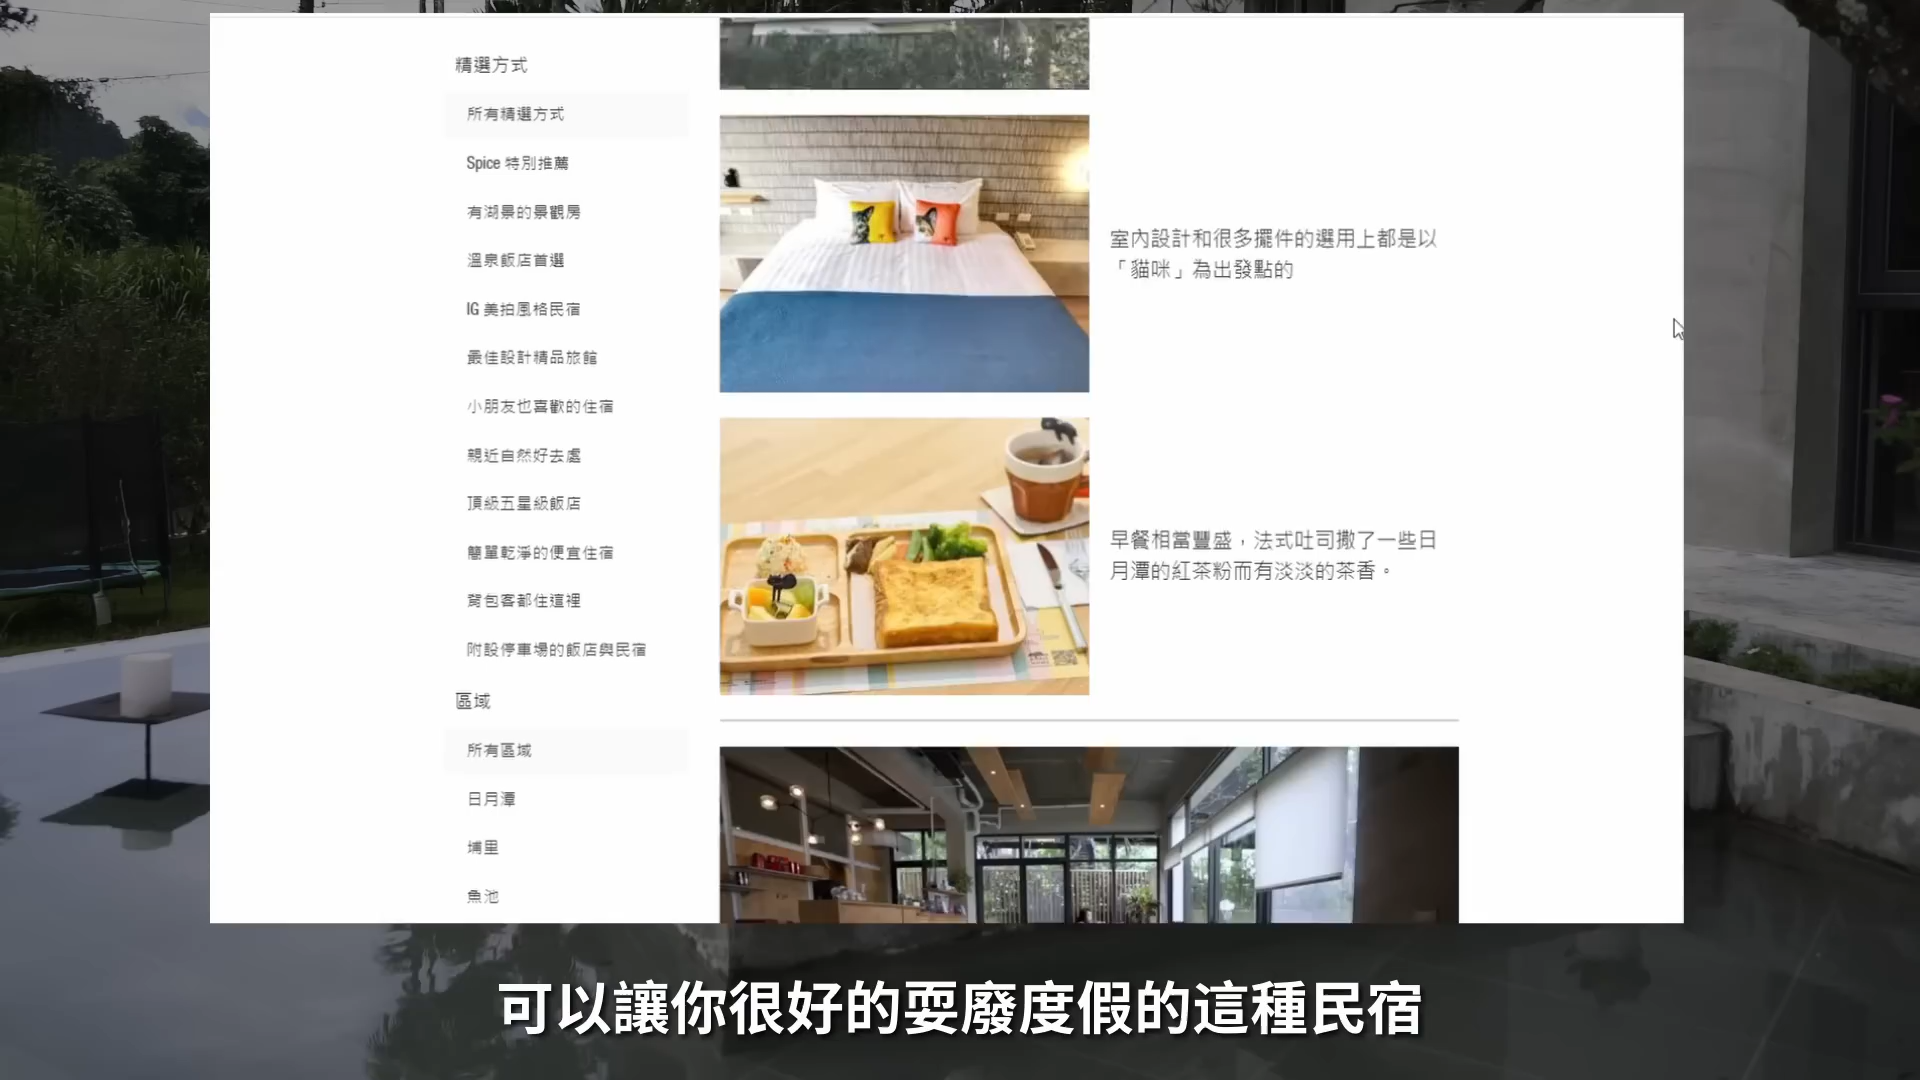 精選方式
所有精選方式
Spice 特別推薦
有湖景的景觀房
溫泉飯店首選
IG 美拍風格民宿
最佳設計精品旅館
小朋友也喜歡的住宿
親近自然好去處
頂級五星級飯店
簡單乾淨的便宜住宿
背包客都住這裡
附設停車場的飯店與民宿
區域
所有區域
日月潭
埔里
魚池
室內設計和很多擺件的選用上都是以
「貓咪」為出發點的
早餐相當豐盛，法式吐司撒了一些日
月潭的紅茶粉而有淡淡的茶香。
可以讓你很好的耍廢度假的這種民宿